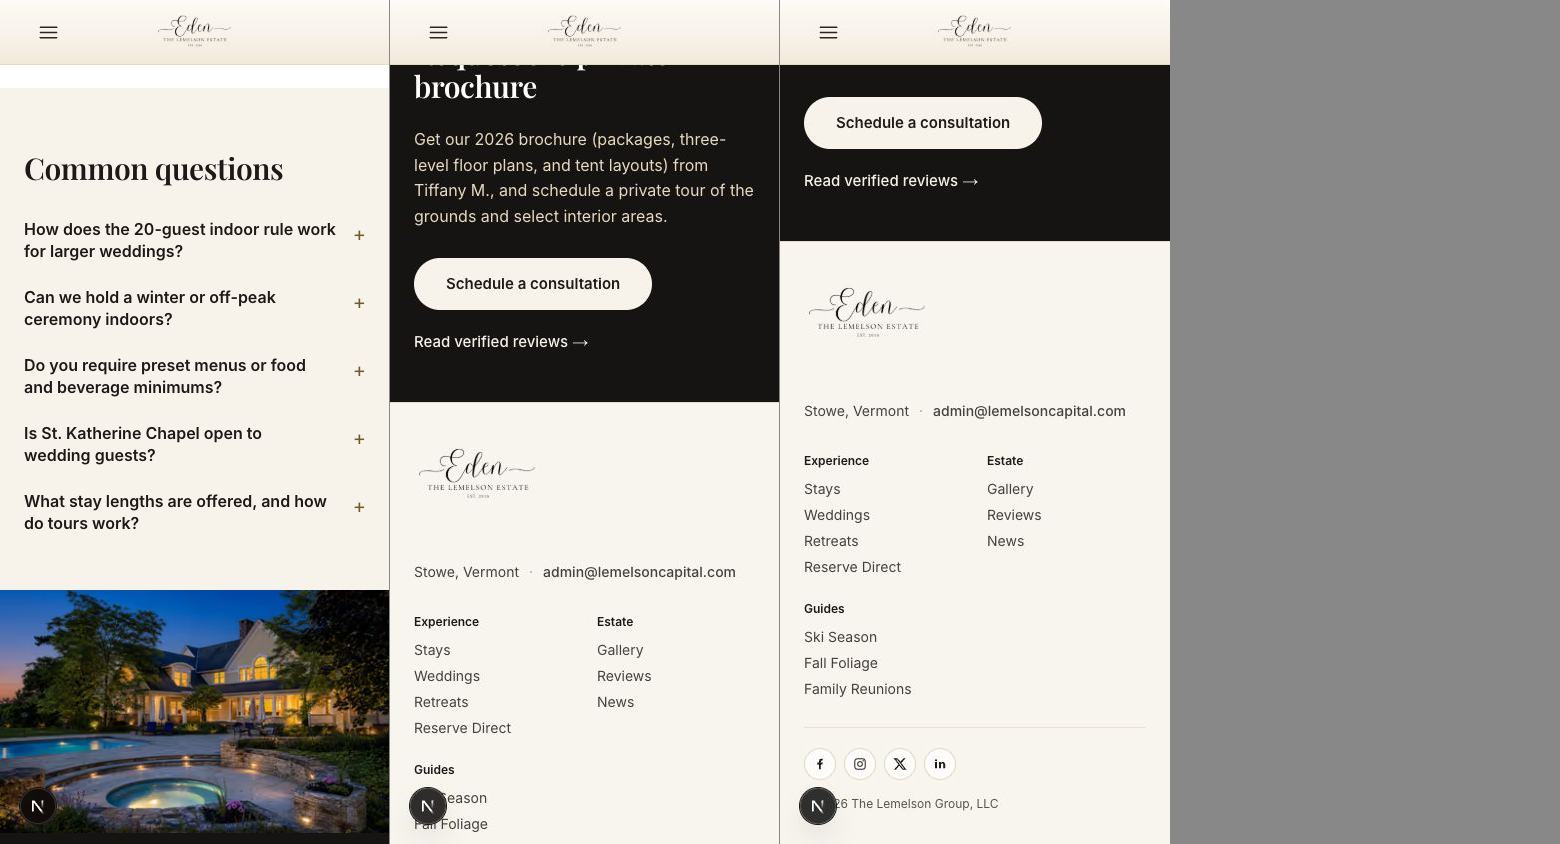 Eden
THE LEMELSON ESTATE
Common questions
How does the 20-guest indoor rule work
for larger weddings?
+
Can we hold a winter or off-peak
ceremony indoors?
+
Do you require preset menus or food
and beverage minimums?
+
Is St. Katherine Chapel open to
wedding guests?
+
What stay lengths are offered, and how
do tours work?
+
N
Eden
THE LEMELSON ESTATE
brochure
Get our 2026 brochure (packages, three-
level floor plans, and tent layouts) from
Tiffany M., and schedule a private tour of the
grounds and select interior areas.
Schedule a consultation
Read verified reviews →
Eden
THE LEMELSON ESTATE
Stowe, Vermont · admin@lemelsoncapital.com
Experience
Stays
Weddings
Retreats
Reserve Direct
Estate
Gallery
Reviews
News
Guides
Season
Fall Foliage
N
Eden
THE LEMELSON ESTATE
Schedule a consultation
Read verified reviews →
Eden
THE LEMELSON ESTATE
Stowe, Vermont · admin@lemelsoncapital.com
Experience
Stays
Weddings
Retreats
Reserve Direct
Estate
Gallery
Reviews
News
Guides
Ski Season
Fall Foliage
Family Reunions
f
X
in
N
26 The Lemelson Group, LLC